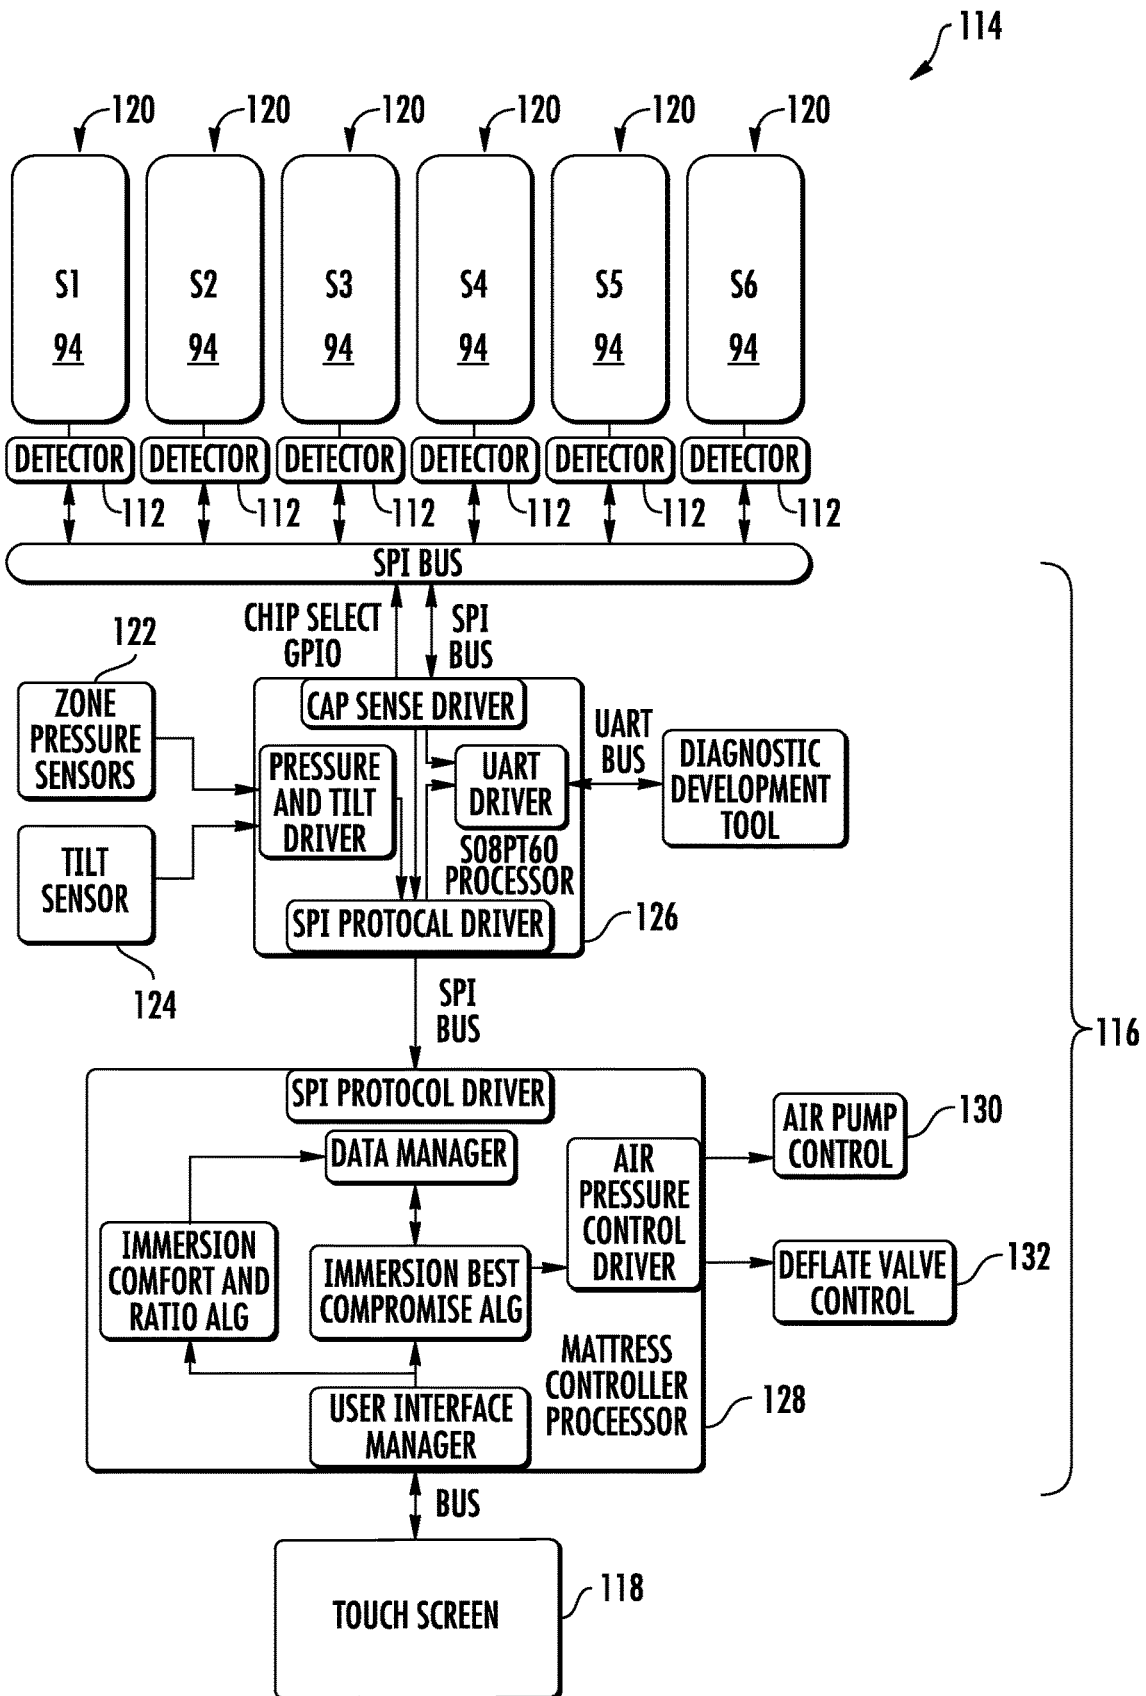 114
120 120 120 120 120 120
S1 S2 S3 S4 S5 S6
94 94 94 94 94 94
DETECTOR DETECTOR DETECTOR DETECTOR DETECTOR DETECTOR
112 112 112 112 112 112
SPI BUS
CHIP SELECT
GPIO
SPI
BUS
122
ZONE
PRESSURE
SENSORS
CAP SENSE DRIVER
PRESSURE
AND TILT
DRIVER
UART
DRIVER
UART
BUS
DIAGNOSTIC
DEVELOPMENT
TOOL
TILT
SENSOR
S08PT60
PROCESSOR
SPI PROTOCAL DRIVER
126
124
SPI
BUS
116
SPI PROTOCOL DRIVER
DATA MANAGER
AIR
PRESSURE
CONTROL
DRIVER
AIR PUMP
CONTROL
130
IMMERSION
COMFORT AND
RATIO ALG
IMMERSION BEST
COMPROMISE ALG
DEFLATE VALVE
CONTROL
132
MATTRESS
CONTROLLER
PROCEESSOR
128
USER INTERFACE
MANAGER
BUS
TOUCH SCREEN
118